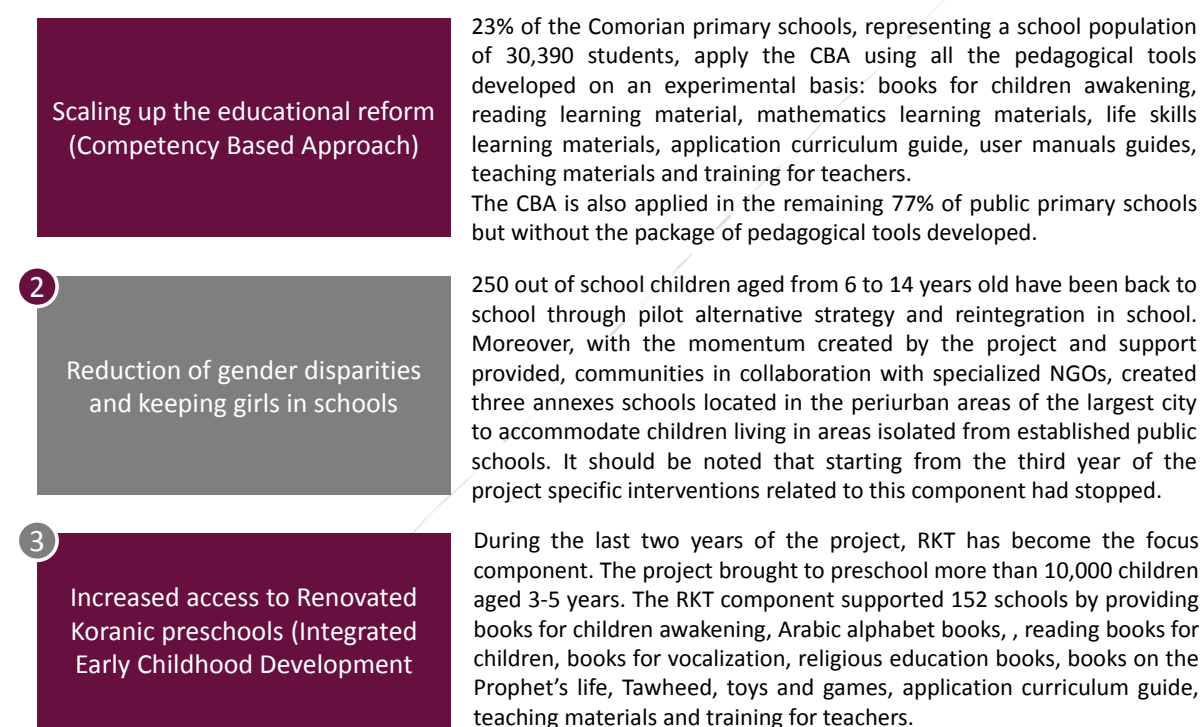 Scaling up the educational reform
(Competency Based Approach)
23% of the Comorian primary schools, representing a school population
of 30,390 students, apply the CBA using all the pedagogical tools
developed on an experimental basis: books for children awakening,
reading learning material, mathematics learning materials, life skills
learning materials, application curriculum guide, user manuals guides,
teaching materials and training for teachers.
The CBA is also applied in the remaining 77% of public primary schools
but without the package of pedagogical tools developed.
2
Reduction of gender disparities
and keeping girls in schools
250 out of school children aged from 6 to 14 years old have been back to
school through pilot alternative strategy and reintegration in school.
Moreover, with the momentum created by the project and support
provided, communities in collaboration with specialized NGOs, created
three annexes schools located in the periurban areas of the largest city
to accommodate children living in areas isolated from established public
schools. It should be noted that starting from the third year of the
project specific interventions related to this component had stopped.
3
Increased access to Renovated
Koranic preschools (Integrated
Early Childhood Development
During the last two years of the project, RKT has become the focus
component. The project brought to preschool more than 10,000 children
aged 3-5 years. The RKT component supported 152 schools by providing
books for children awakening, Arabic alphabet books, , reading books for
children, books for vocalization, religious education books, books on the
Prophet's life, Tawheed, toys and games, application curriculum guide,
teaching materials and training for teachers.